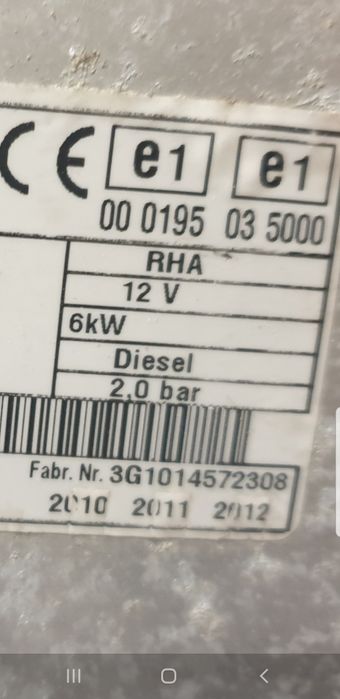 CE e1 e1
00 0195 03 5000
RHA
12 V
6kW
Diesel
2,0 bar
Fabr. Nr. 3G1014572308
2010 2011 2012